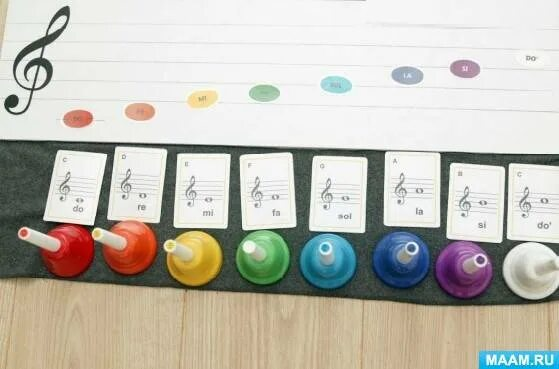 DO'
SI
LA
SOL
MI
RE
DO
C D E F G A B C
do re mi fa sol la si do'
MAAM.RU